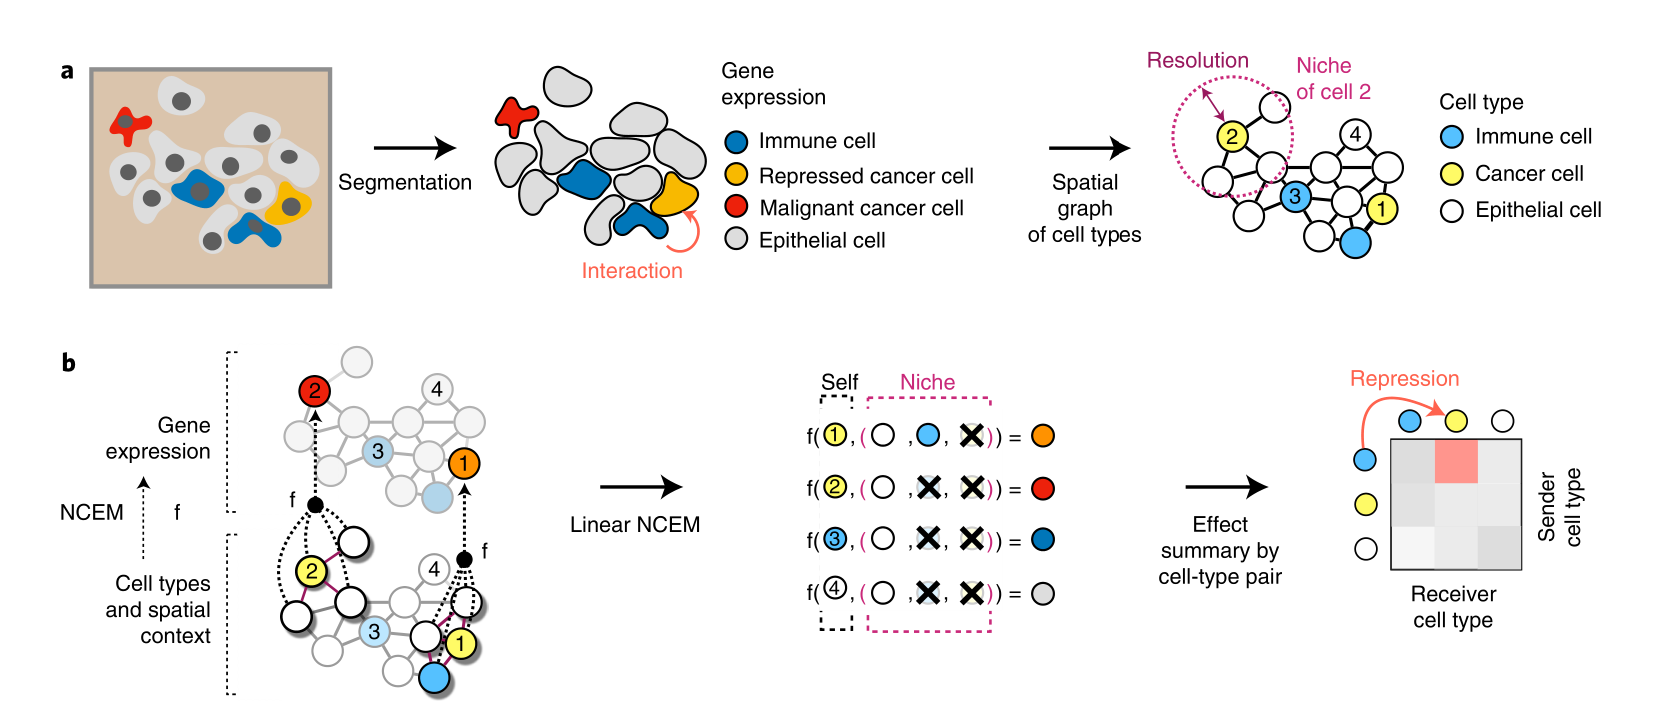 a
Segmentation
Interaction
Gene
expression
Immune cell
Repressed cancer cell
Malignant cancer cell
Epithelial cell
Spatial
graph
of cell types
Resolution
Niche
of cell 2
2
4
3
1
Cell type
Immune cell
Cancer cell
Epithelial cell
b
Gene
expression
NCEM f
Cell types
and spatial
context
2
4
3
1
f
f
2
4
3
1
Linear NCEM
Self Niche
f(1,( , , )) =
f(2,( , , )) =
f(3,( , , )) =
f(4,( , , )) =
Effect
summary by
cell-type pair
Repression
Sender
cell type
Receiver
cell type